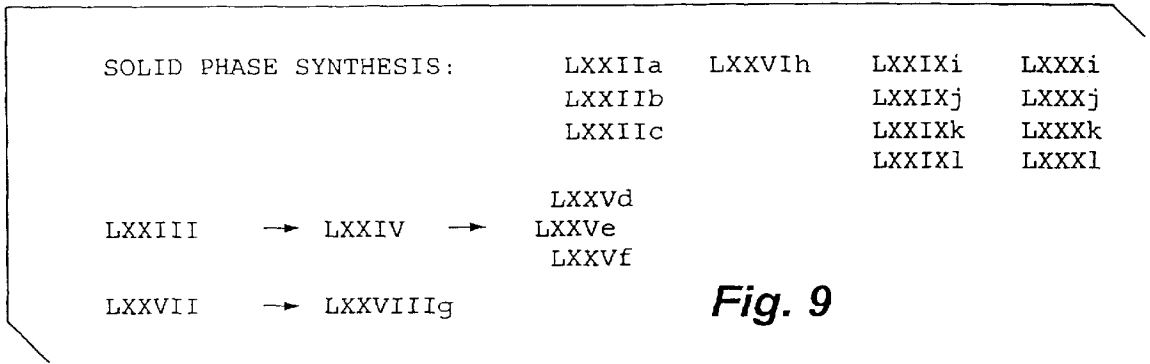 SOLID PHASE SYNTHESIS: LXXIIa LXXVIh LXXIXi LXXXi
LXXIIb LXXIXj LXXXj
LXXIIc LXXIXk LXXXk
LXXIXl LXXXl
LXXVd
LXXIII → LXXIV → LXXVe
LXXVf
LXXVII → LXXVIIIg
Fig. 9